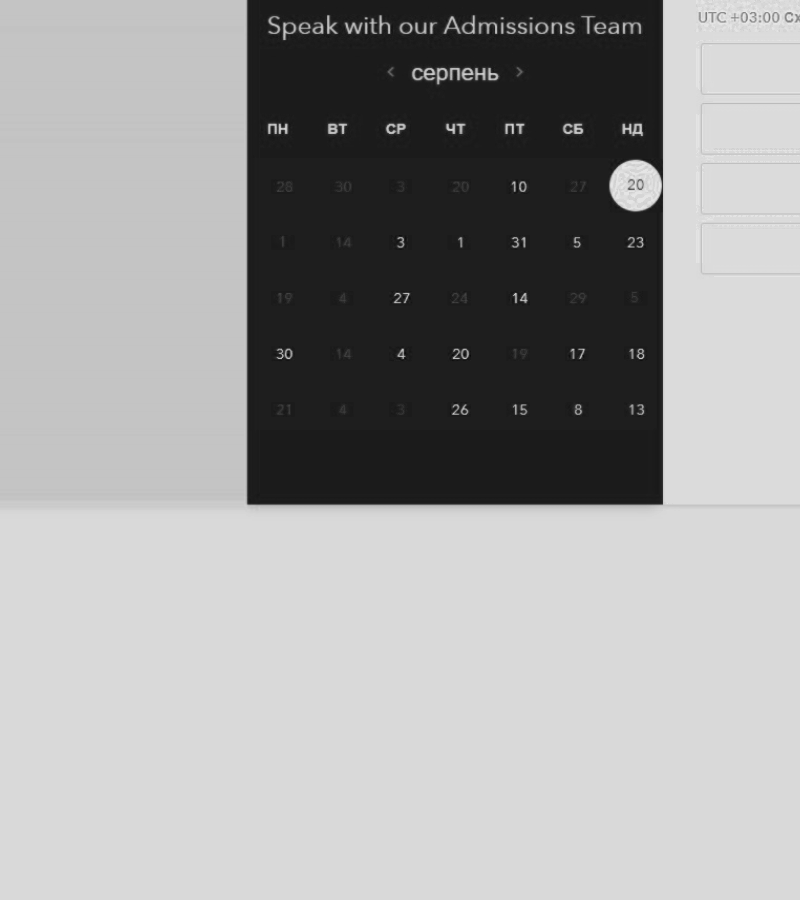 Speak with our Admissions Team
UTC +03:00 Сх
< серпень >
ПН ВТ СР ЧТ ПТ СБ НД
28 30 3 20 10 27 20
1 14 3 1 31 5 23
19 4 27 24 14 29 5
30 14 4 20 19 17 18
21 4 3 26 15 8 13